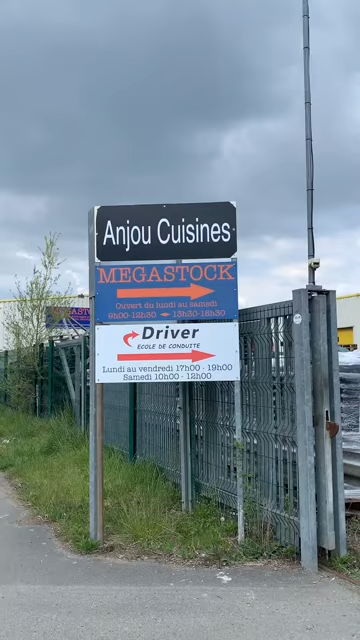 Anjou Cuisines
MEGASTOCK
Ouvert du lundi au samedi
9h00-12h30 13h30-18h30
Driver
ECOLE DE CONDUITE
Lundi au vendredi 17h00 - 19h00
Samedi 10h00 - 12h00
MEGASTOCK